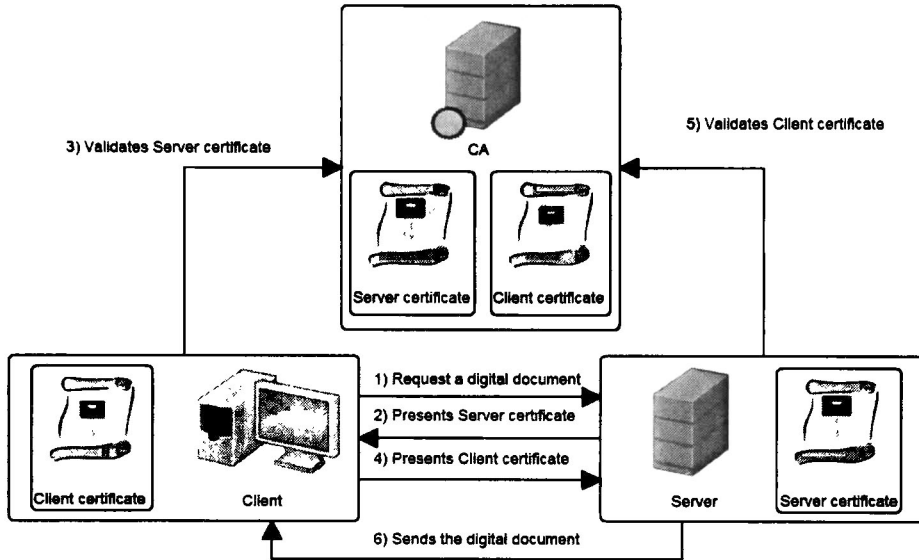 CA
3) Validates Server certificate
5) Validates Client certificate
Server certificate
Client certificate
1) Request a digital document
2) Presents Server certificate
4) Presents Client certificate
Client certificate
Client
Server
Server certificate
6) Sends the digital document